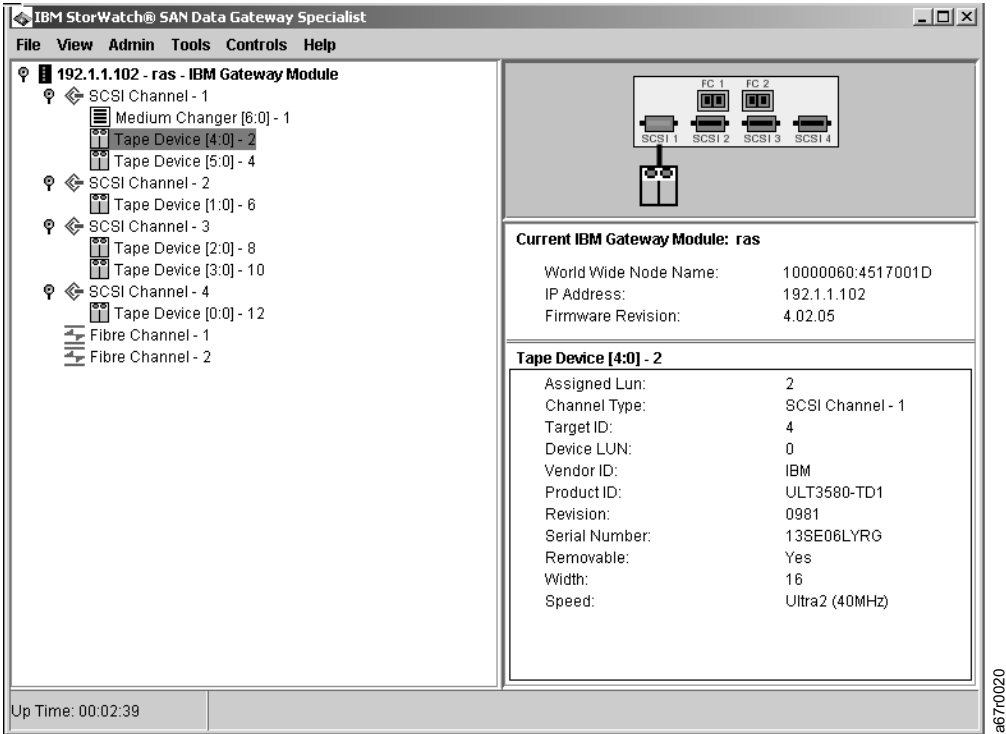 IBM StorWatch® SAN Data Gateway Specialist
File View Admin Tools Controls Help
192.1.1.102 - ras - IBM Gateway Module
SCSI Channel - 1
Medium Changer [6:0] - 1
Tape Device [4:0] - 2
Tape Device [5:0] - 4
SCSI Channel - 2
Tape Device [1:0] - 6
SCSI Channel - 3
Tape Device [2:0] - 8
Tape Device [3:0] - 10
SCSI Channel - 4
Tape Device [0:0] - 12
Fibre Channel - 1
Fibre Channel - 2
FC 1 FC 2
SCSI 1 SCSI 2 SCSI 3 SCSI 4
Current IBM Gateway Module: ras
World Wide Node Name: 10000060:4517001D
IP Address: 192.1.1.102
Firmware Revision: 4.02.05
Tape Device [4:0] - 2
Assigned Lun: 2
Channel Type: SCSI Channel - 1
Target ID: 4
Device LUN: 0
Vendor ID: IBM
Product ID: ULT3580-TD1
Revision: 0981
Serial Number: 13SE06LYRG
Removable: Yes
Width: 16
Speed: Ultra2 (40MHz)
Up Time: 00:02:39
a67r0020